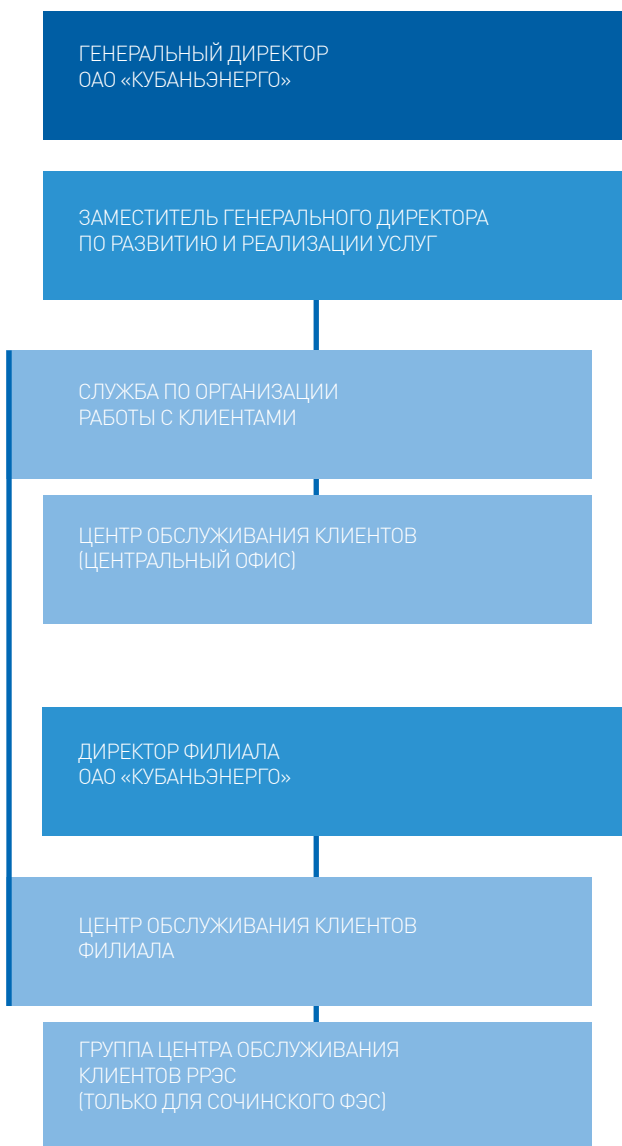 ГЕНЕРАЛЬНЫЙ ДИРЕКТОР
ОАО «КУБАНЬЭНЕРГО»
ЗАМЕСТИТЕЛЬ ГЕНЕРАЛЬНОГО ДИРЕКТОРА
ПО РАЗВИТИЮ И РЕАЛИЗАЦИИ УСЛУГ
СЛУЖБА ПО ОРГАНИЗАЦИИ
РАБОТЫ С КЛИЕНТАМИ
ЦЕНТР ОБСЛУЖИВАНИЯ КЛИЕНТОВ
(ЦЕНТРАЛЬНЫЙ ОФИС)
ДИРЕКТОР ФИЛИАЛА
ОАО «КУБАНЬЭНЕРГО»
ЦЕНТР ОБСЛУЖИВАНИЯ КЛИЕНТОВ
ФИЛИАЛА
ГРУППА ЦЕНТРА ОБСЛУЖИВАНИЯ
КЛИЕНТОВ РРЭС
(ТОЛЬКО ДЛЯ СОЧИНСКОГО ФЭС)